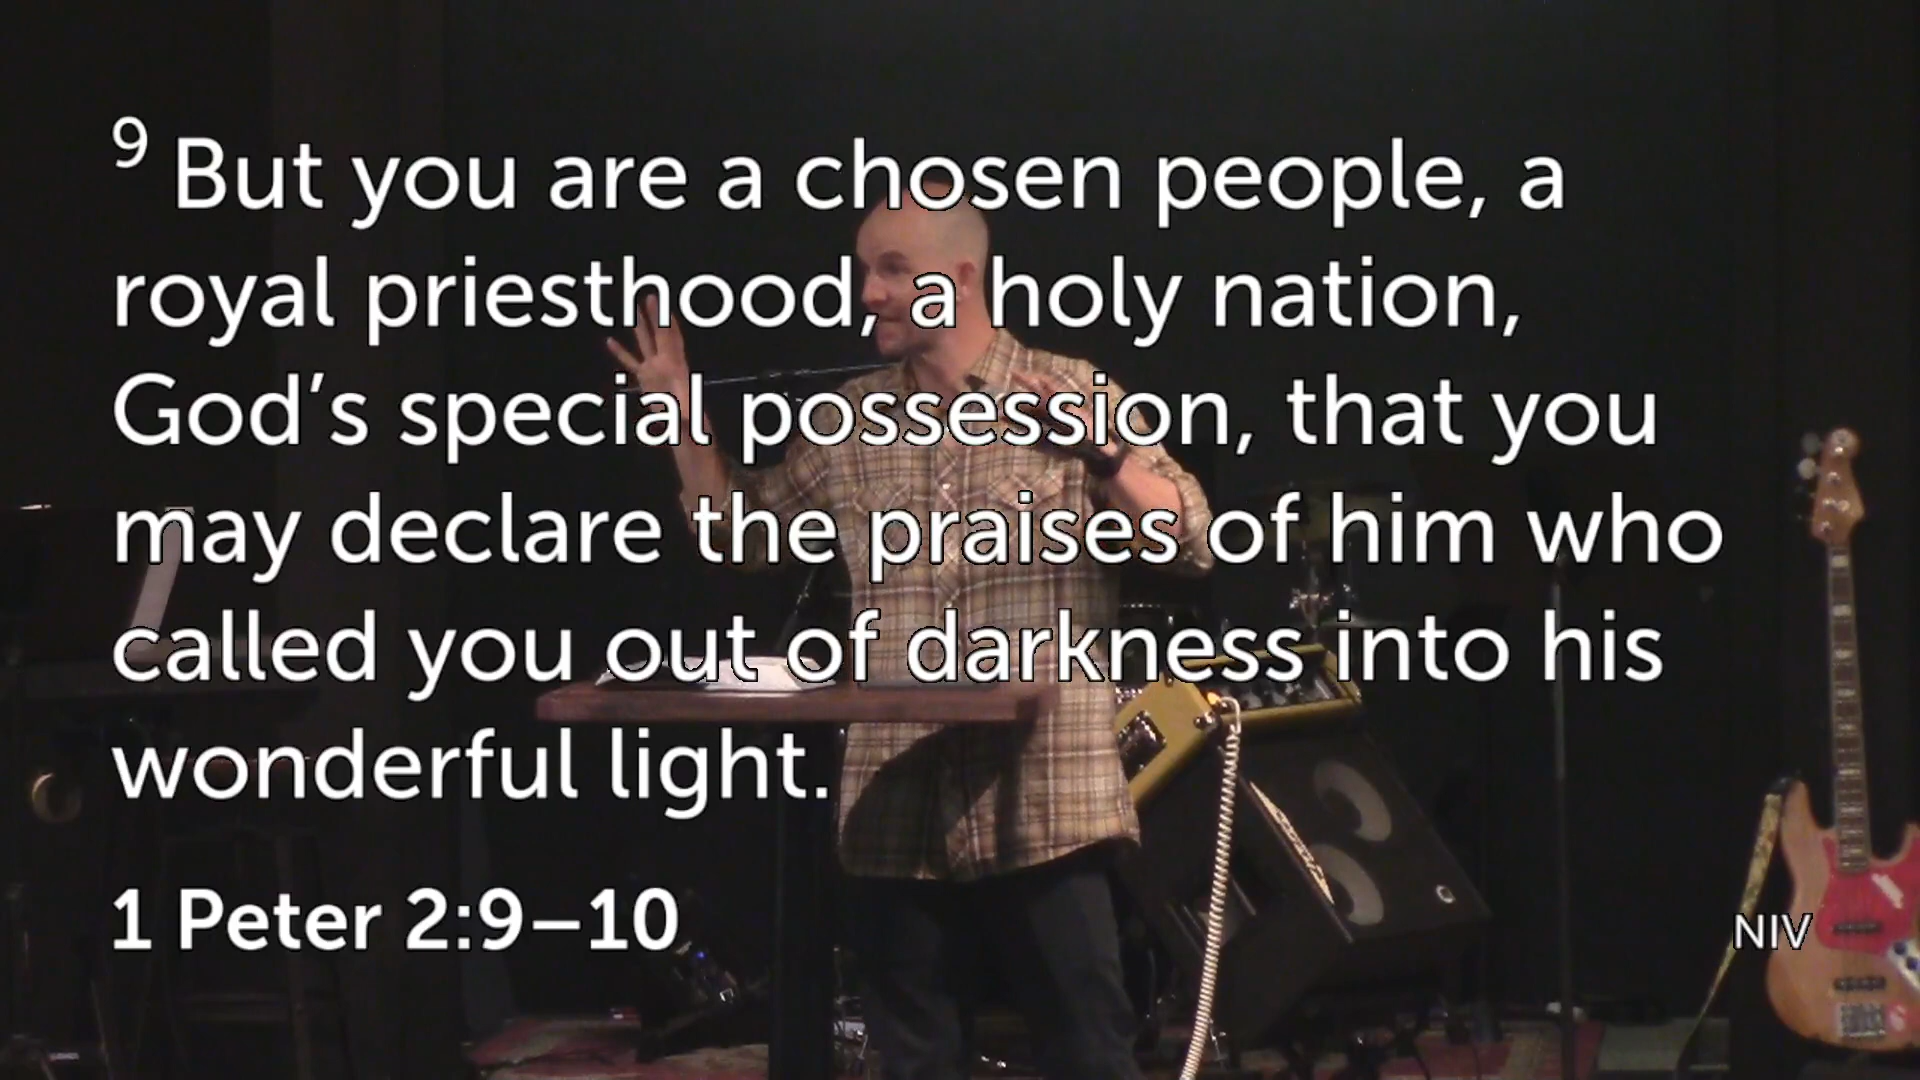 9 But you are a chosen people, a
royal priesthood, a holy nation,
God’s special possession, that you
may declare the praises of him who
called you out of darkness into his
wonderful light.
1 Peter 2:9–10
NIV